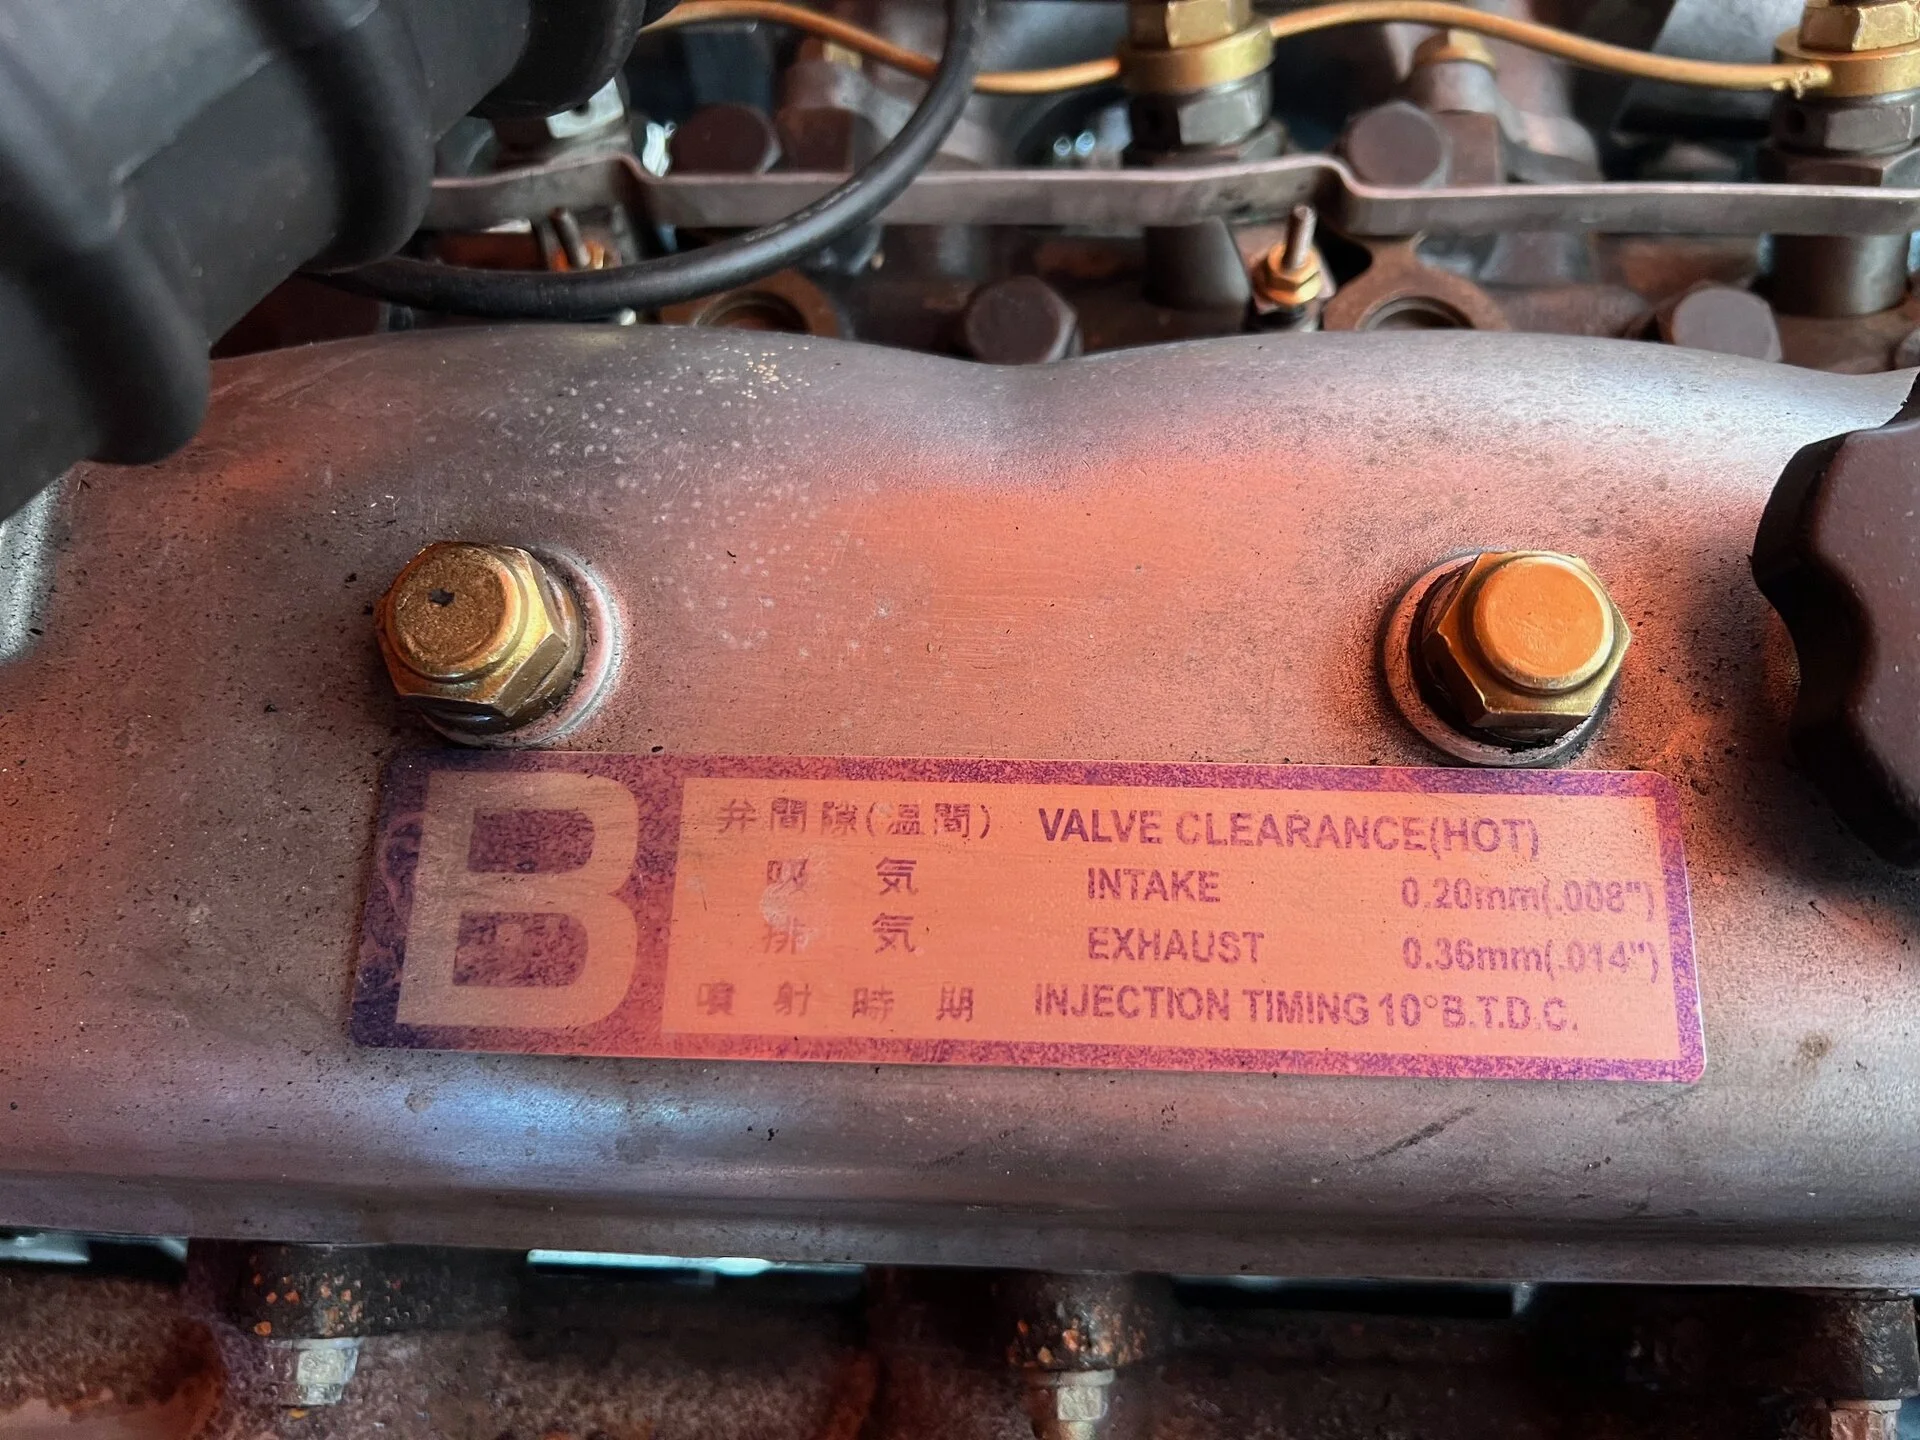 B
弁間隙(温間) VALVE CLEARANCE(HOT)
吸 気 INTAKE 0.20mm(.008")
排 気 EXHAUST 0.36mm(.014")
噴 射 時 期 INJECTION TIMING 10°B.T.D.C.